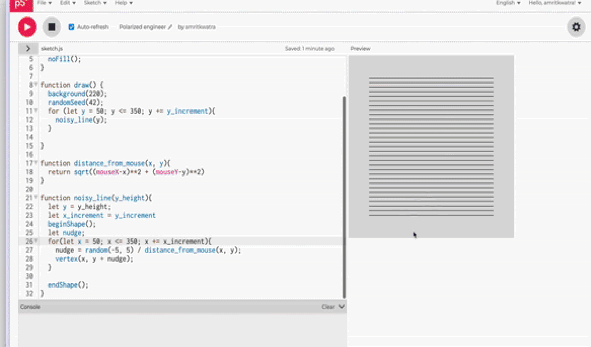 p5*
File ▾ Edit ▾ Sketch ▾ Help ▾
English ▾ Hello, amritkwatra! ▾
Auto-refresh Polarized engineer by amritkwatra
> sketch.js Saved: 1 minute ago Preview
5 noFill();
6 }
7
8 function draw() {
9 background(220);
10 randomSeed(42);
11 for (let y = 50; y <= 350; y += y_increment){
12 noisy_line(y);
13 }
14
15 }
16
17 function distance_from_mouse(x, y){
18 return sqrt((mouseX-x)**2 + (mouseY-y)**2)
19 }
20
21 function noisy_line(y_height){
22 let y = y_height;
23 let x_increment = y_increment
24 beginShape();
25 let nudge;
26 for(let x = 50; x <= 350; x += x_increment){
27 nudge = random(-5, 5) / distance_from_mouse(x, y);
28 vertex(x, y + nudge);
29 }
30
31 endShape();
32 }
Console Clear